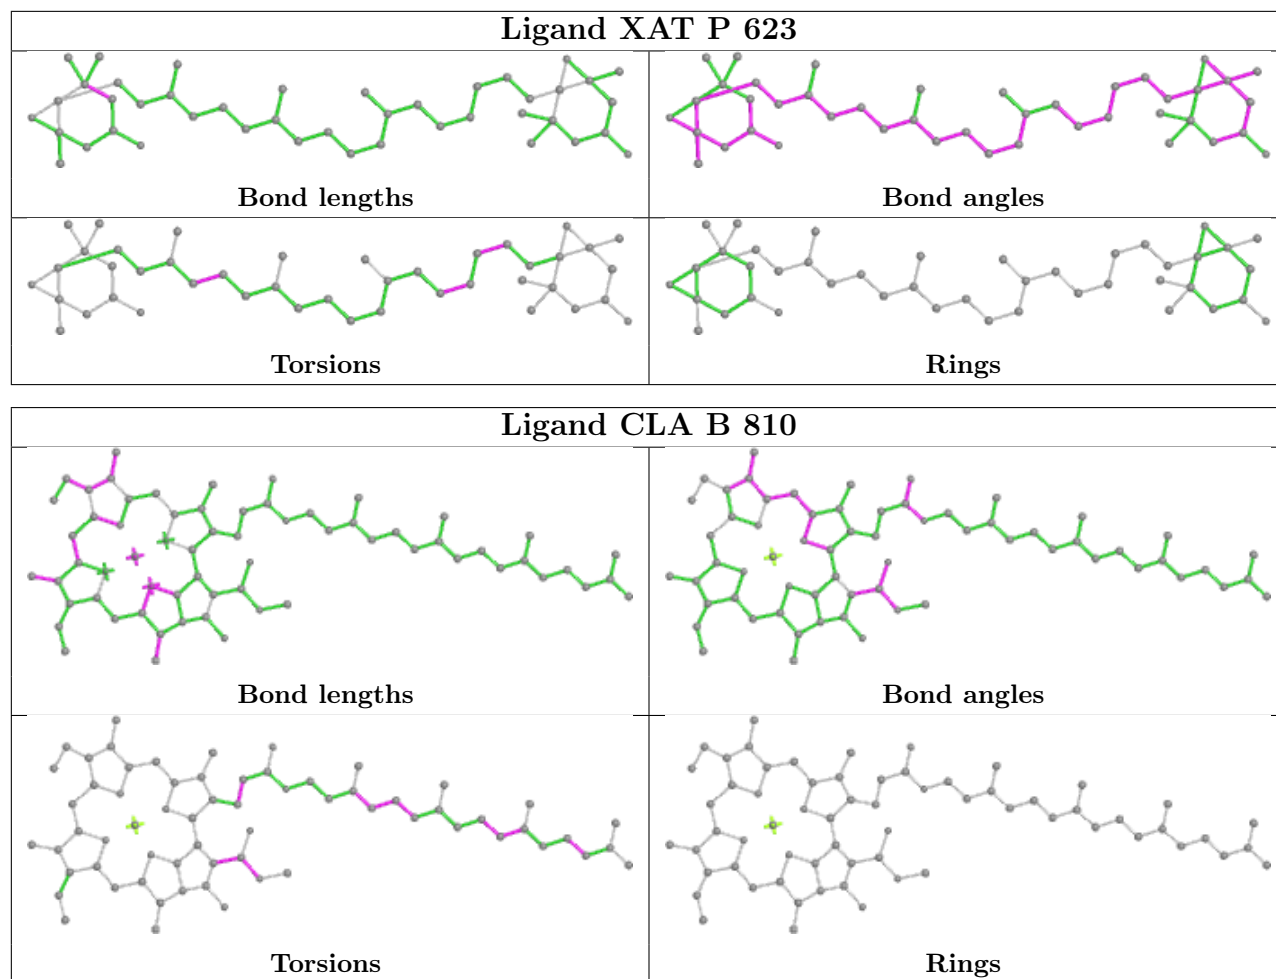 Ligand XAT P 623
Bond lengths
Bond angles
Torsions
Rings
Ligand CLA B 810
Bond lengths
Bond angles
Torsions
Rings